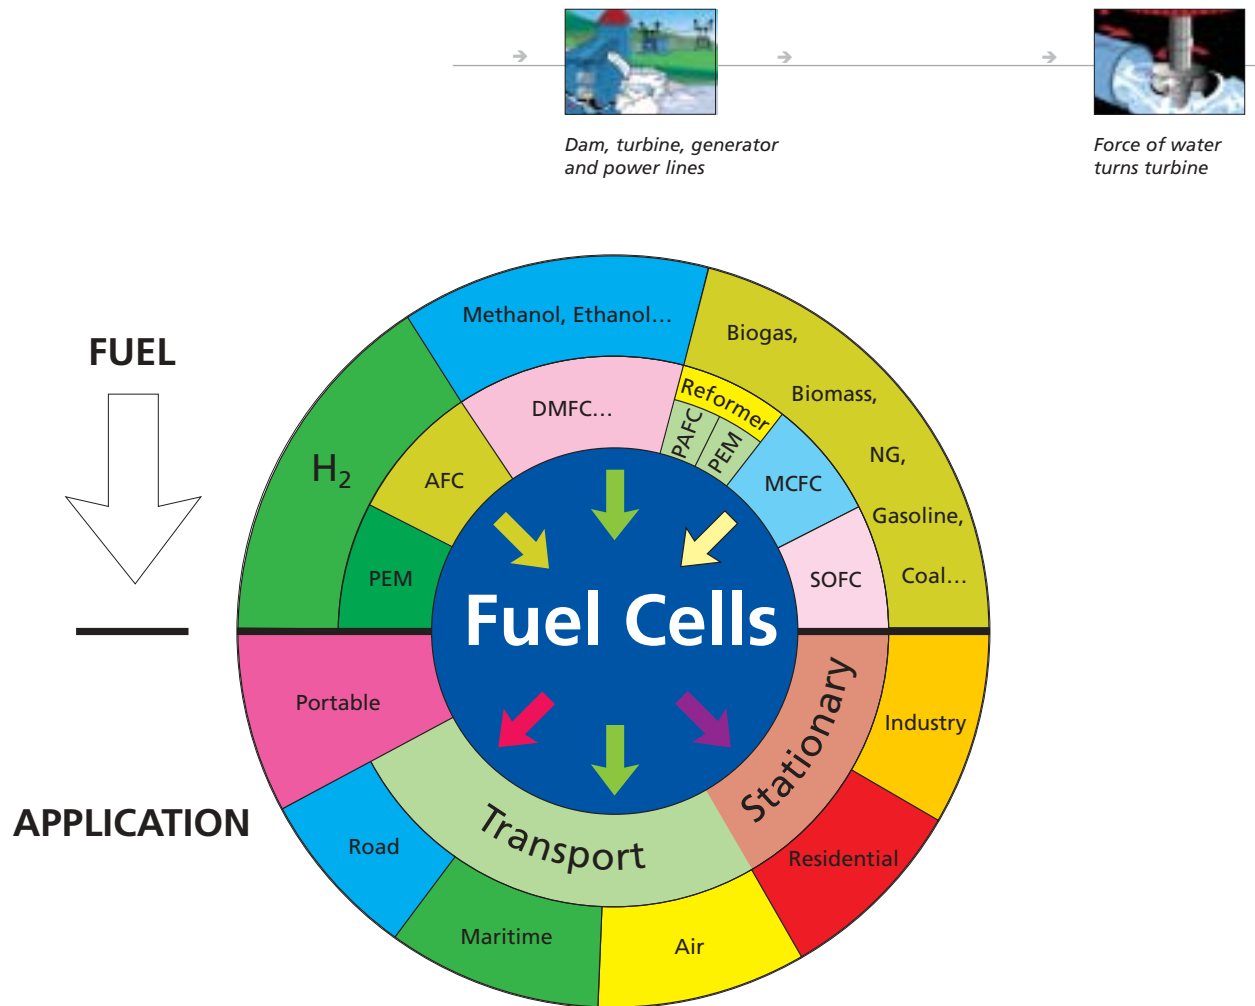 Dam, turbine, generator
and power lines
Force of water
turns turbine
FUEL
Methanol, Ethanol…
Biogas,
Biomass,
NG,
Gasoline,
Coal…
H₂
DMFC…
Reformer
PAFC
PEM
AFC
MCFC
PEM
SOFC
Fuel Cells
Portable
Stationary
Industry
APPLICATION
Transport
Road
Residential
Maritime
Air